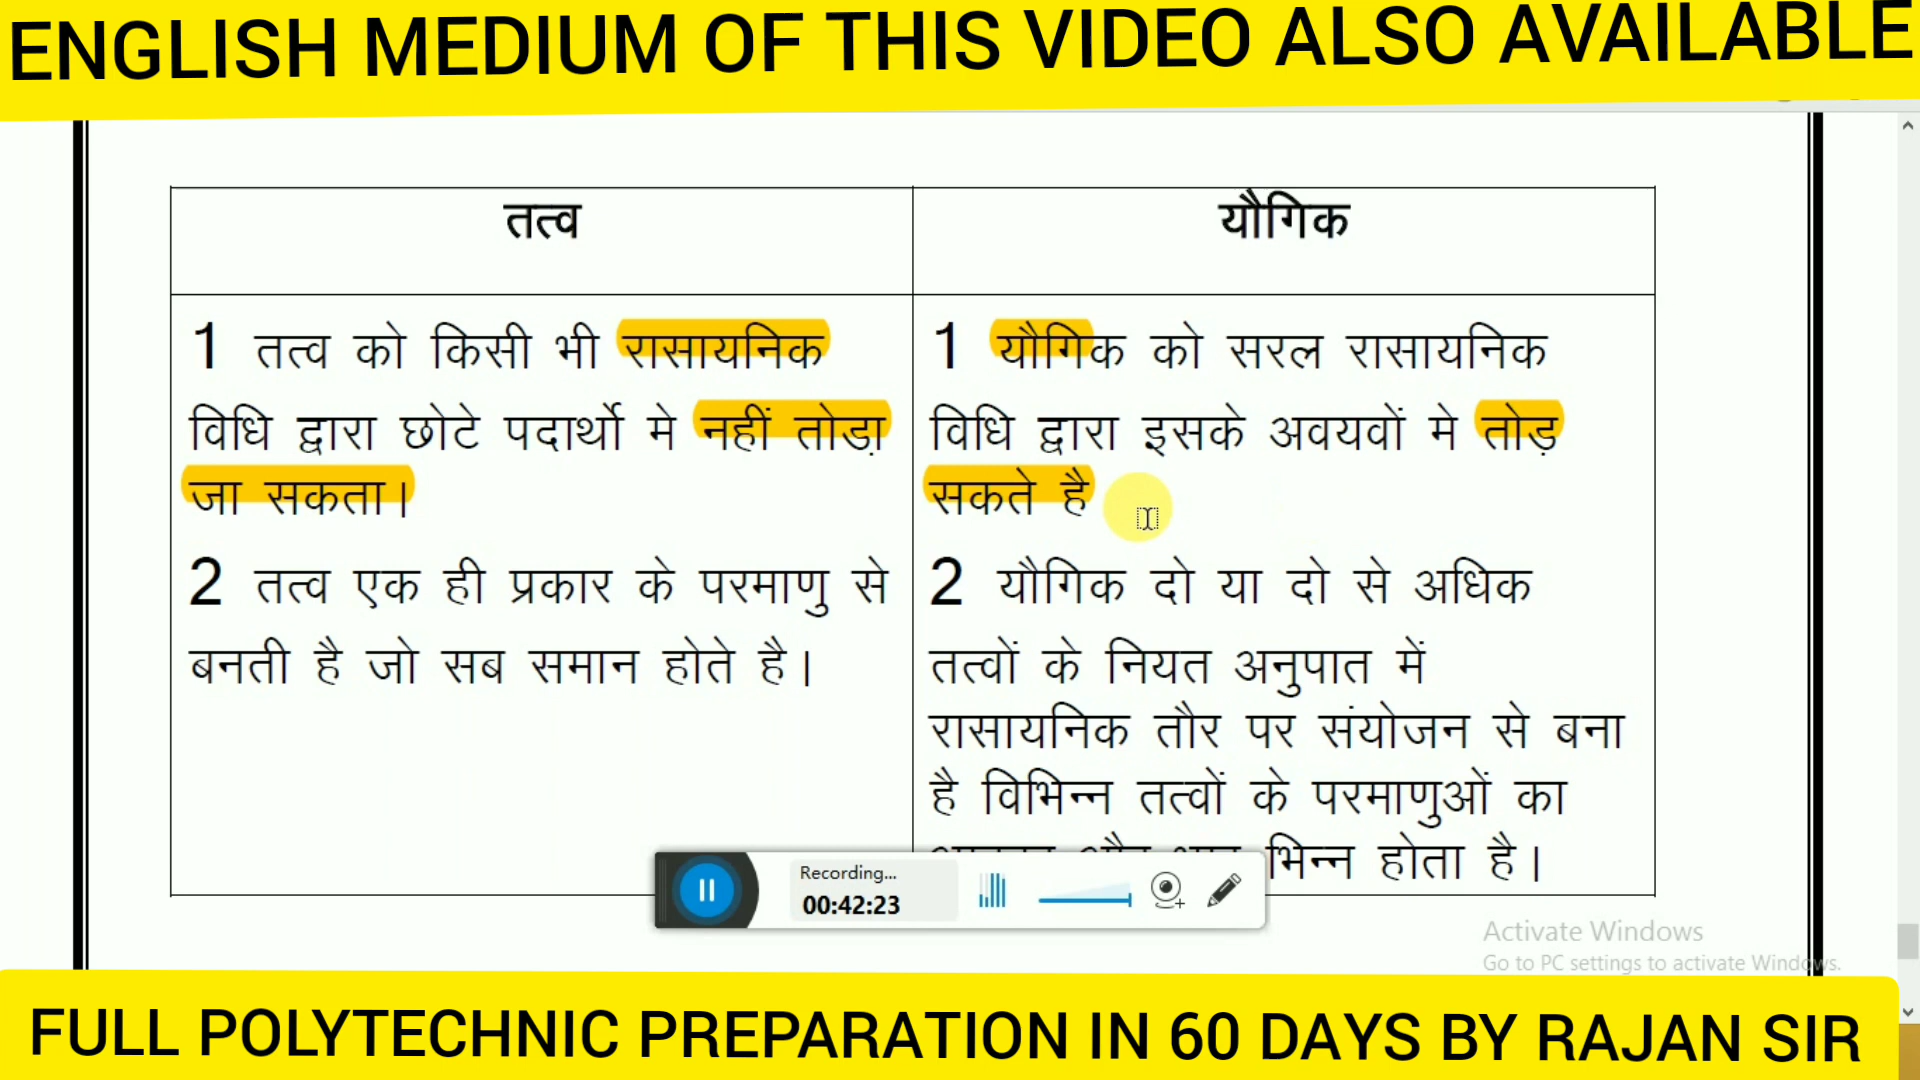 ENGLISH MEDIUM OF THIS VIDEO ALSO AVAILABLE
तत्व
यौगिक
1 तत्व को किसी भी रासायनिक
विधि द्वारा छोटे पदार्थो मे नहीं तोडा़
जा सकता।
2 तत्व एक ही प्रकार के परमाणु से
बनती है जो सब समान होते है।
1 यौगिक को सरल रासायनिक
विधि द्वारा इसके अवयवों मे तोड़
सकते है
2 यौगिक दो या दो से अधिक
तत्वों के नियत अनुपात में
रासायनिक तौर पर संयोजन से बना
है विभिन्न तत्वों के परमाणुओं का
भिन्न होता है।
Recording...
00:42:23
Activate Windows
Go to PC settings to activate Windows.
FULL POLYTECHNIC PREPARATION IN 60 DAYS BY RAJAN SIR